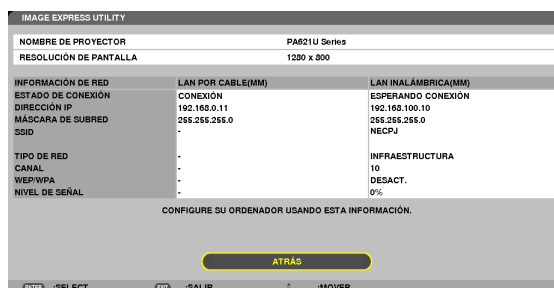 IMAGE EXPRESS UTILITY
NOMBRE DE PROYECTOR PA621U Series
RESOLUCIÓN DE PANTALLA 1280 x 800
INFORMACIÓN DE RED LAN POR CABLE(MM) LAN INALÁMBRICA(MM)
ESTADO DE CONEXIÓN CONEXIÓN ESPERANDO CONEXIÓN
DIRECCIÓN IP 192.168.0.11 192.168.100.10
MÁSCARA DE SUBRED 255.255.255.0 255.255.255.0
SSID - NECPJ
TIPO DE RED - INFRAESTRUCTURA
CANAL - 10
WEP/WPA - DESACT.
NIVEL DE SEÑAL - 0%
CONFIGURE SU ORDENADOR USANDO ESTA INFORMACIÓN.
ATRÁS
ENTER :SELECT EXIT :SALIR :MOVER